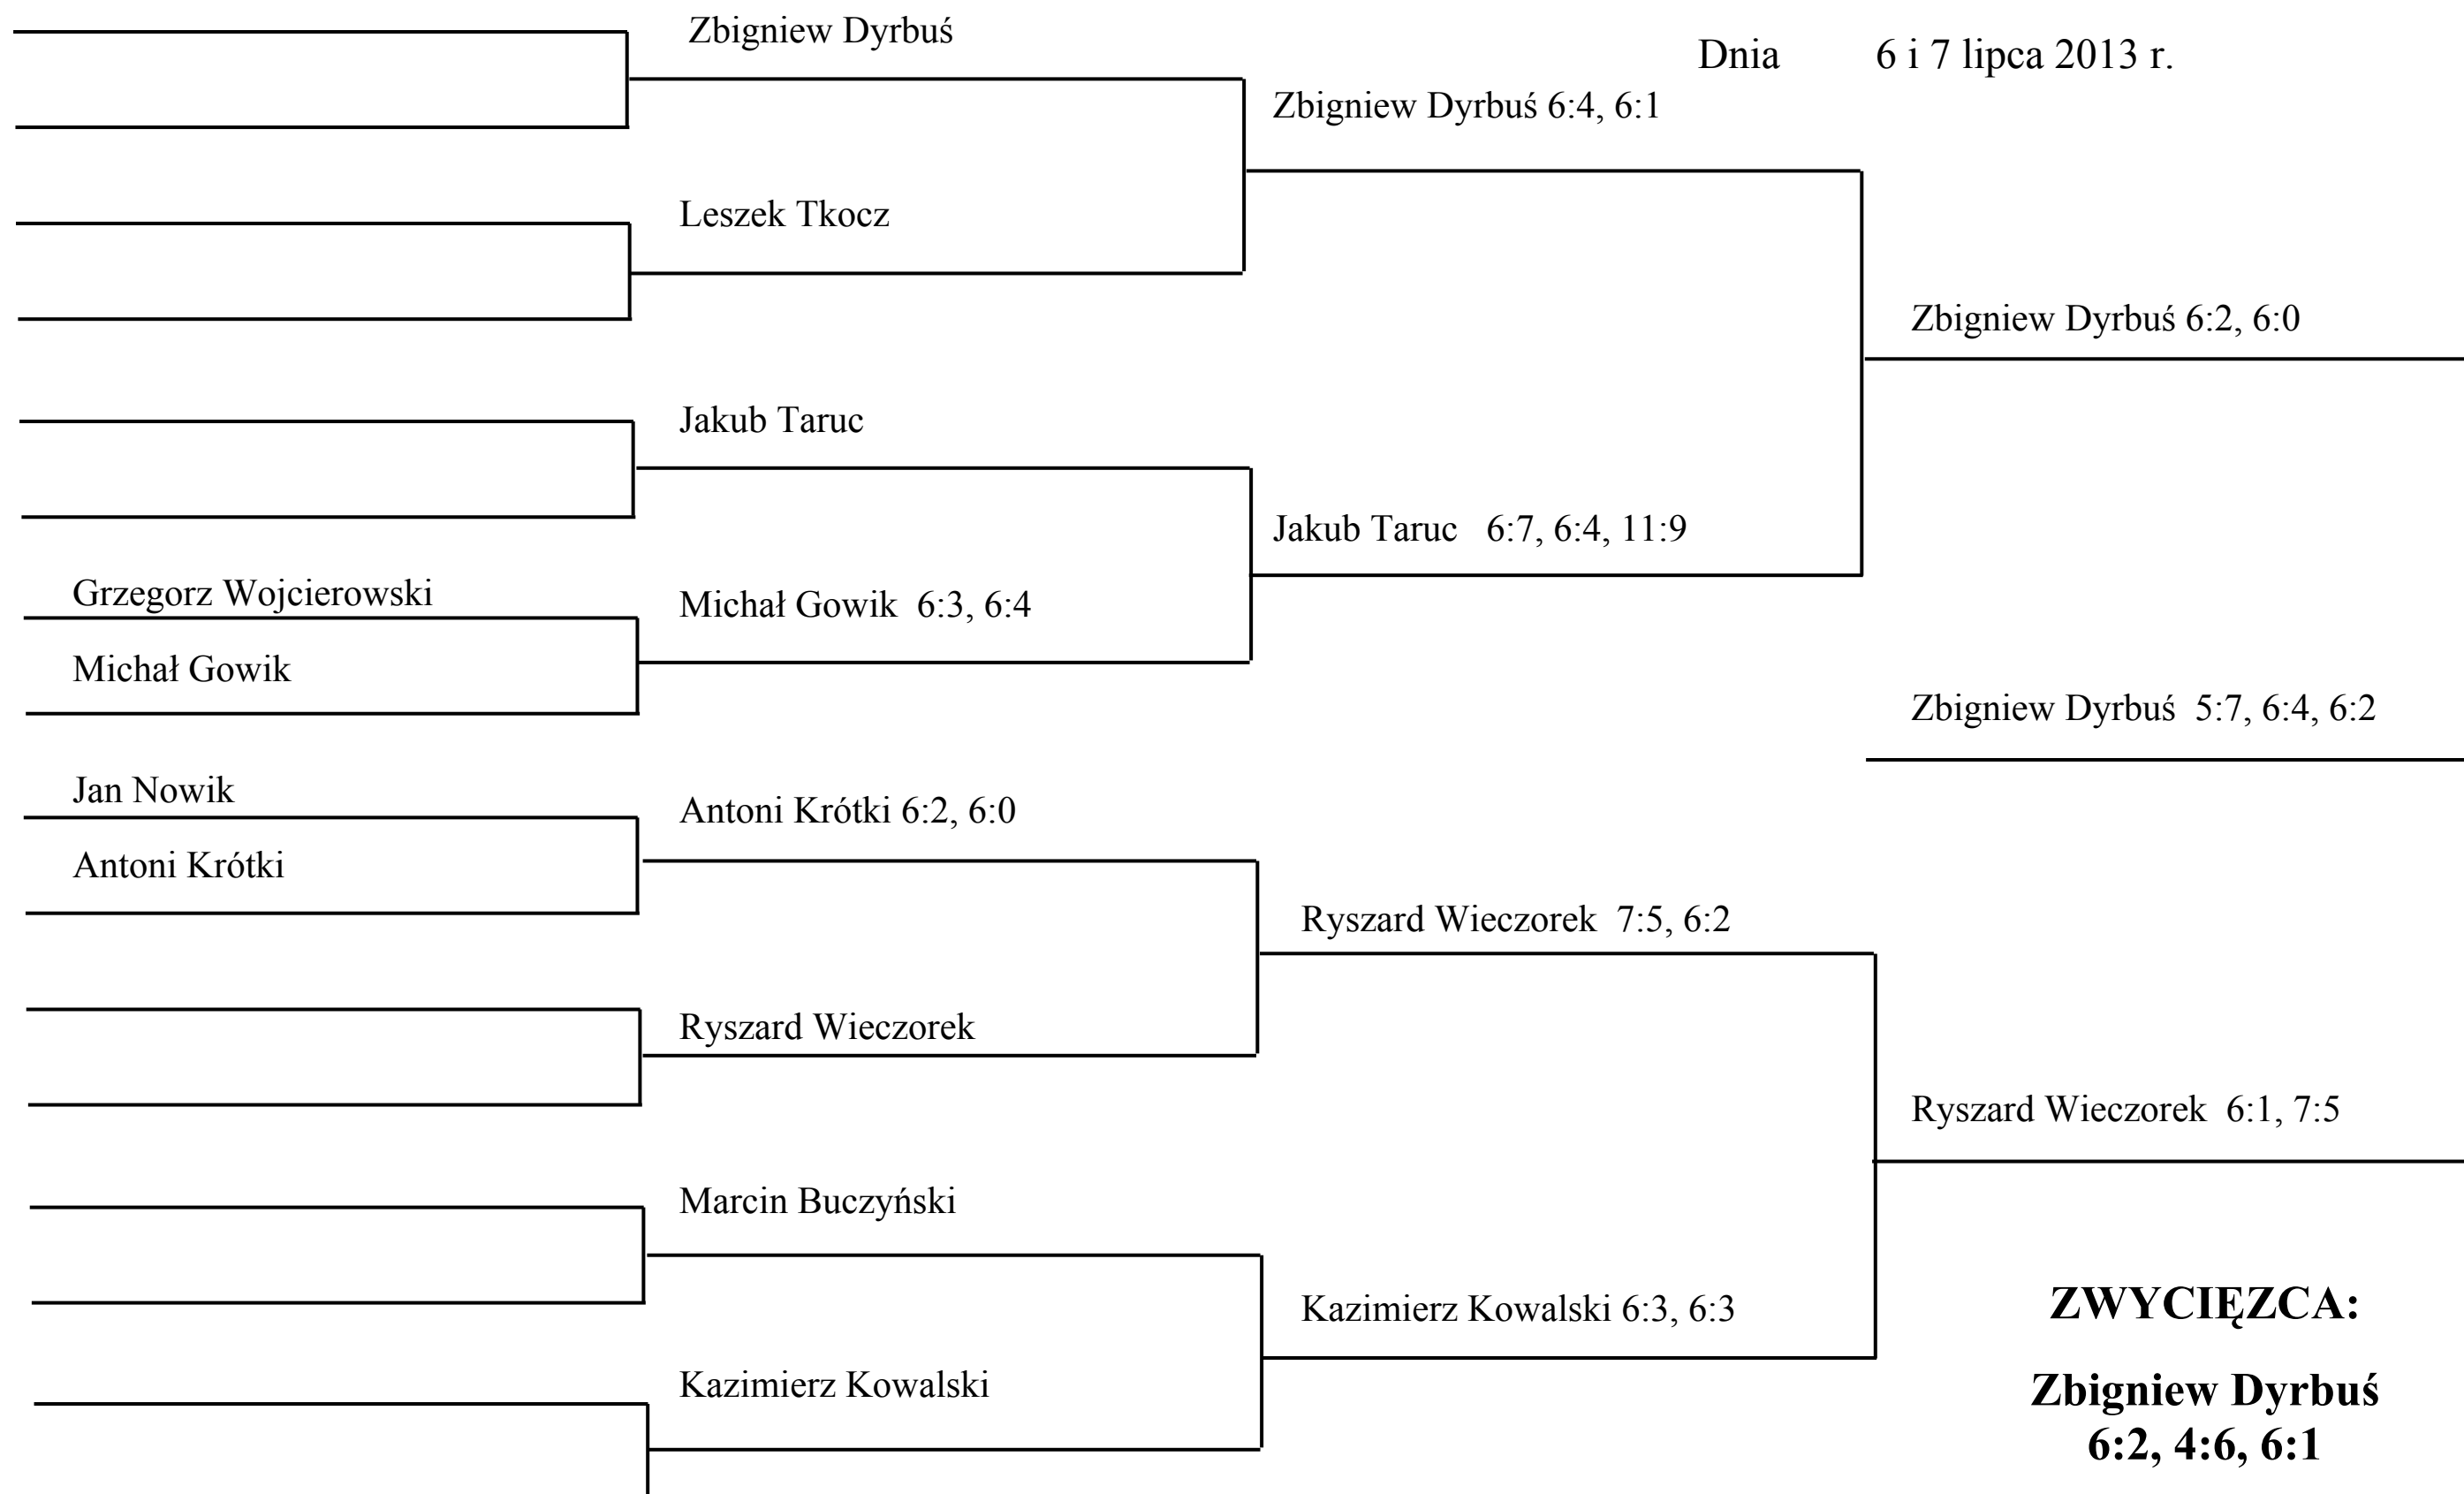 Zbigniew Dyrbuś
Dnia 6 i 7 lipca 2013 r.
Zbigniew Dyrbuś 6:4, 6:1
Leszek Tkocz
Zbigniew Dyrbuś 6:2, 6:0
Jakub Taruc
Jakub Taruc 6:7, 6:4, 11:9
Grzegorz Wojcierowski
Michał Gowik 6:3, 6:4
Michał Gowik
Zbigniew Dyrbuś 5:7, 6:4, 6:2
Jan Nowik
Antoni Krótki 6:2, 6:0
Antoni Krótki
Ryszard Wieczorek 7:5, 6:2
Ryszard Wieczorek
Ryszard Wieczorek 6:1, 7:5
Marcin Buczyński
Kazimierz Kowalski 6:3, 6:3
ZWYCIĘZCA:
Kazimierz Kowalski
Zbigniew Dyrbuś
6:2, 4:6, 6:1